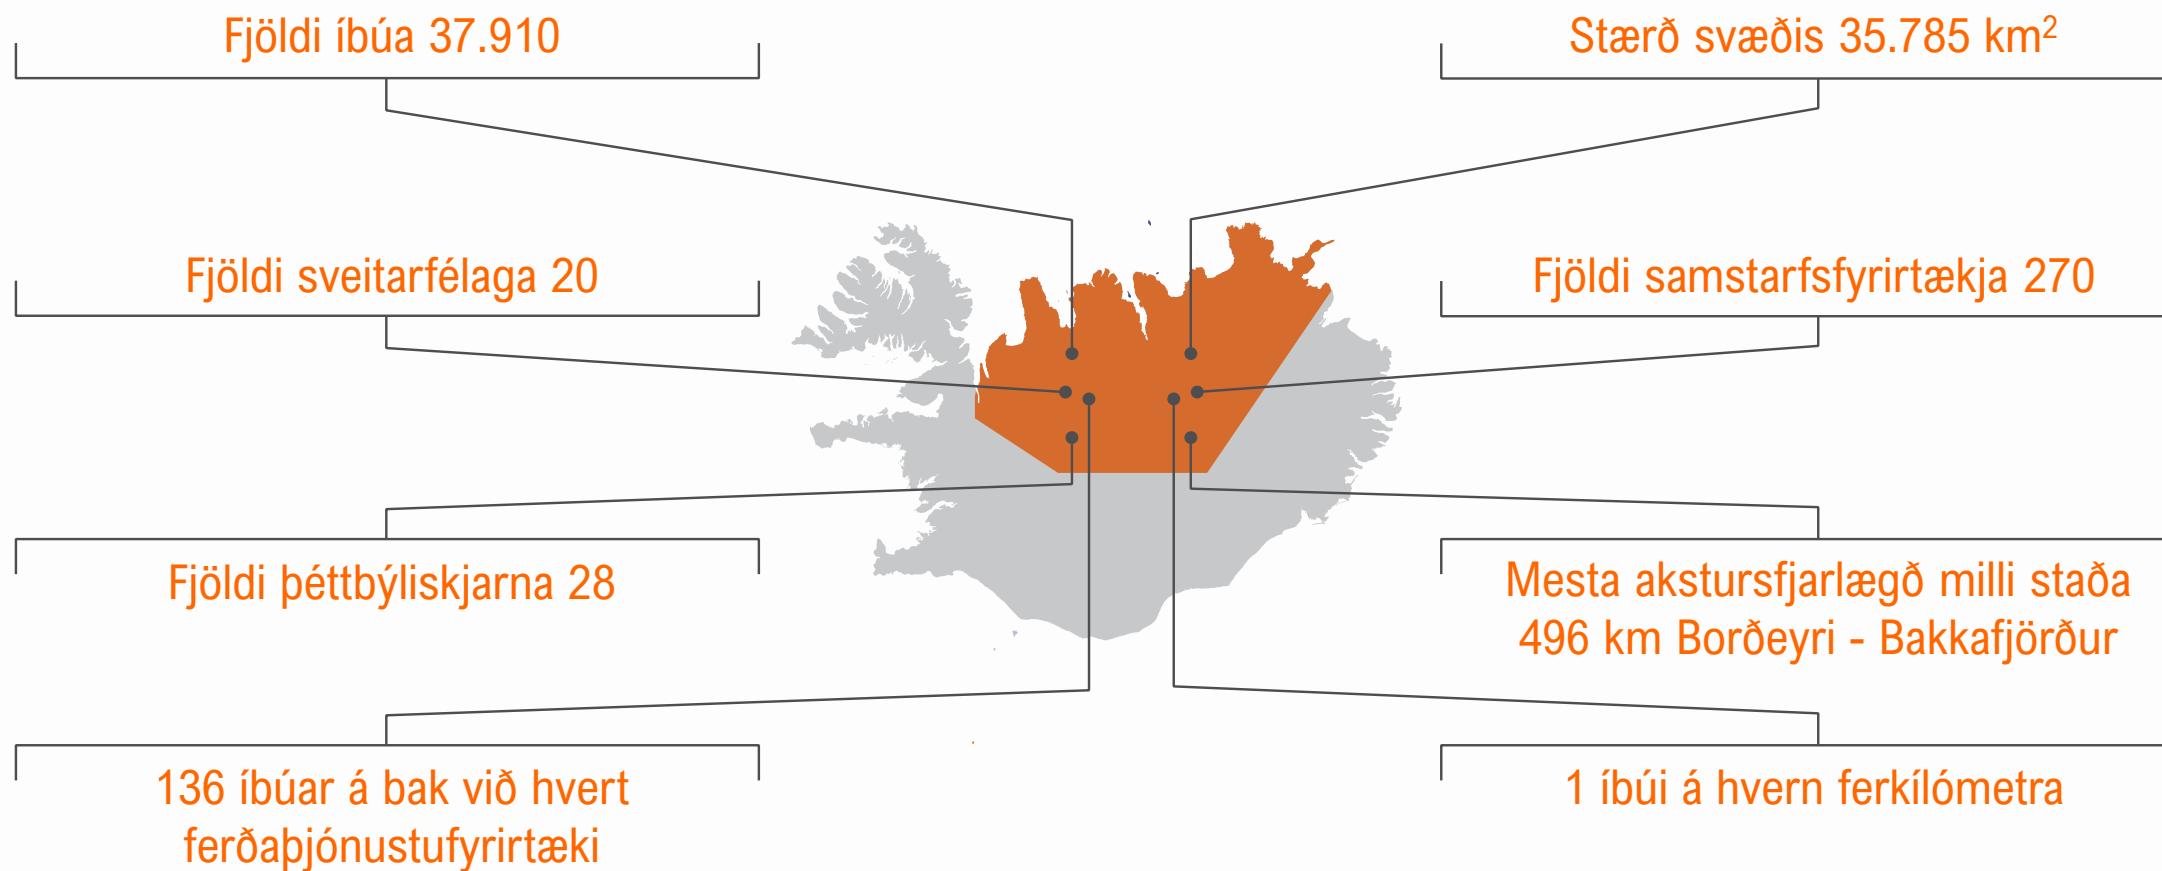 Fjöldi íbúa 37.910
Stærð svæðis 35.785 km²
Fjöldi sveitarfélaga 20
Fjöldi samstarfsfyrirtækja 270
Fjöldi þéttbýliskjarna 28
Mesta akstursfjarlægð milli staða
496 km Borðeyri - Bakkafjörður
136 íbúar á bak við hvert
ferðaþjónustufyrirtæki
1 íbúi á hvern ferkílómetra